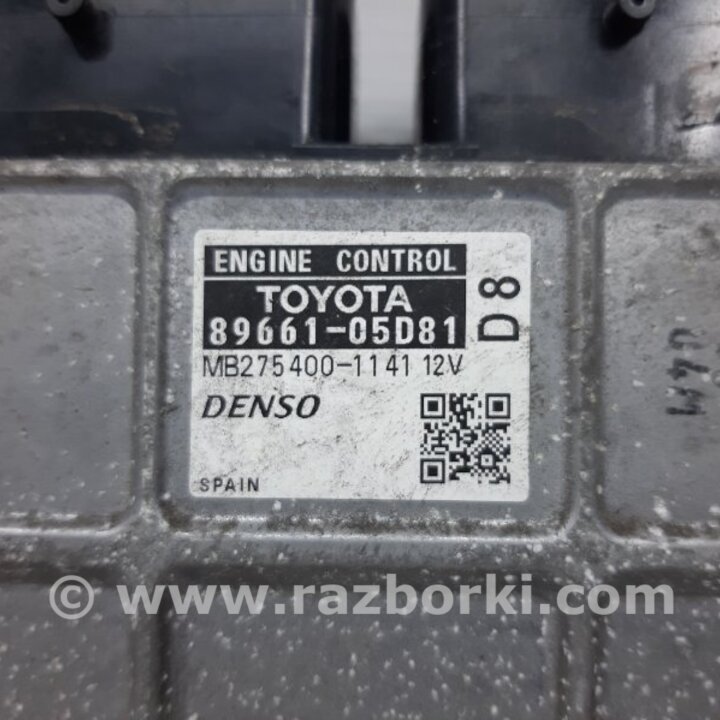 ENGINE CONTROL
TOYOTA
89661-05D81
D8
MB275400-1141 12V
DENSO
SPAIN
© www.razborki.com